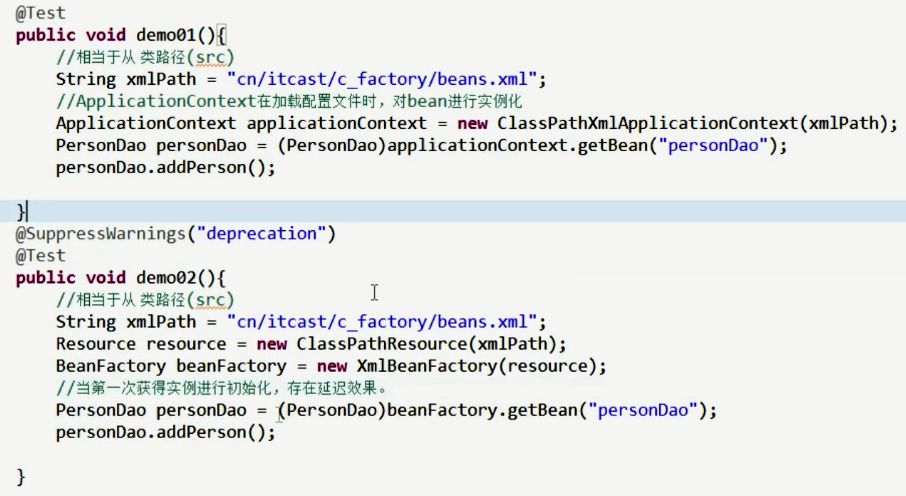 @Test
public void demo01(){
//相当于从 类路径(src)
String xmlPath = "cn/itcast/c_factory/beans.xml";
//ApplicationContext在加载配置文件时，对bean进行实例化
ApplicationContext applicationContext = new ClassPathXmlApplicationContext(xmlPath);
PersonDao personDao = (PersonDao)applicationContext.getBean("personDao");
personDao.addPerson();
}
@SuppressWarnings("deprecation")
@Test
public void demo02(){
//相当于从 类路径(src)
String xmlPath = "cn/itcast/c_factory/beans.xml";
Resource resource = new ClassPathResource(xmlPath);
BeanFactory beanFactory = new XmlBeanFactory(resource);
//当第一次获得实例进行初始化，存在延迟效果。
PersonDao personDao = (PersonDao)beanFactory.getBean("personDao");
personDao.addPerson();
}